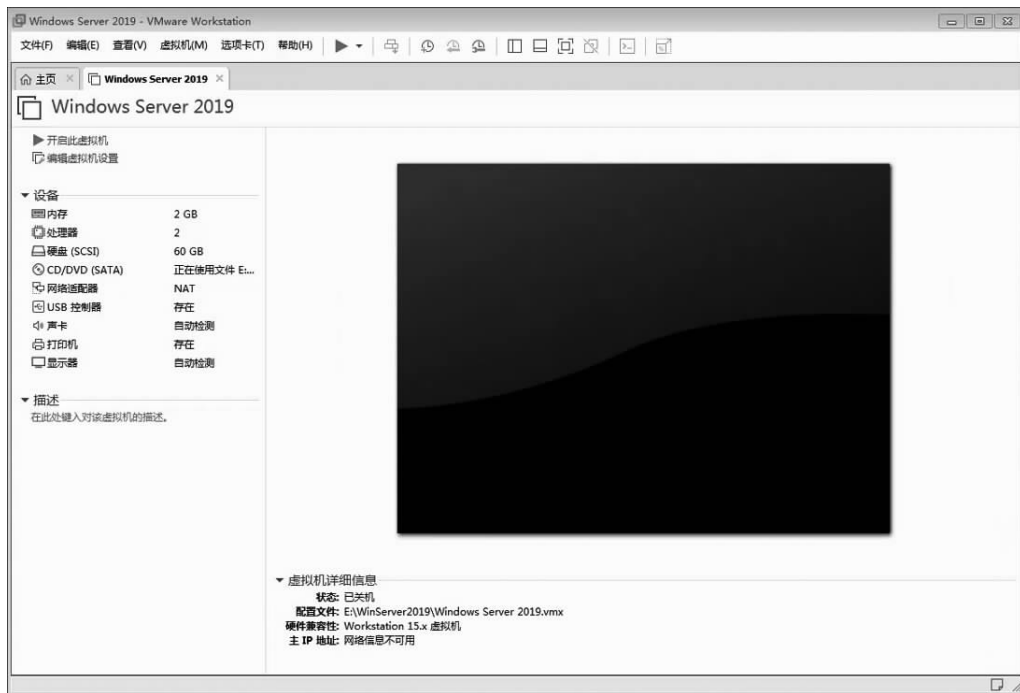 Windows Server 2019 - VMware Workstation
文件(F) 编辑(E) 查看(V) 虚拟机(M) 选项卡(T) 帮助(H)
主页 Windows Server 2019
Windows Server 2019
开启此虚拟机
编辑虚拟机设置
设备
内存 2 GB
处理器 2
硬盘 (SCSI) 60 GB
CD/DVD (SATA) 正在使用文件 E:...
网络适配器 NAT
USB 控制器 存在
声卡 自动检测
打印机 存在
显示器 自动检测
描述
在此处键入对该虚拟机的描述。
虚拟机详细信息
状态: 已关机
配置文件: E:\WinServer2019\Windows Server 2019.vmx
硬件兼容性: Workstation 15.x 虚拟机
主 IP 地址: 网络信息不可用